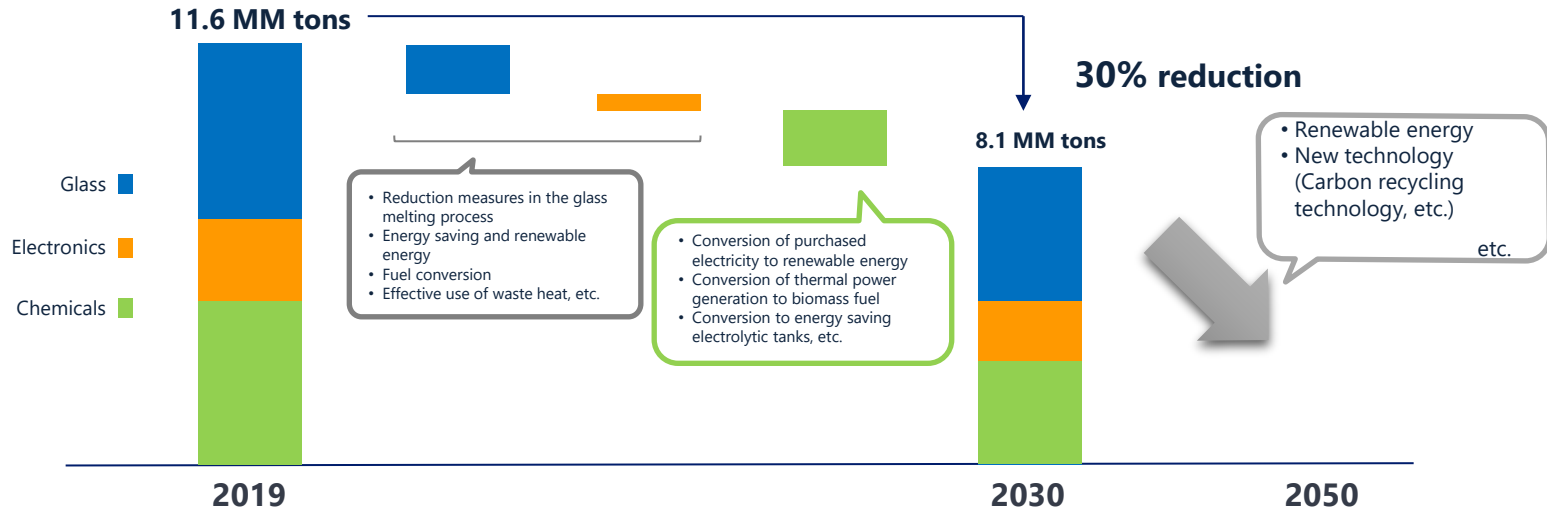 11.6 MM tons
30% reduction
8.1 MM tons
• Renewable energy
• New technology
(Carbon recycling
technology, etc.)
etc.
Glass
Electronics
Chemicals
• Reduction measures in the glass
melting process
• Energy saving and renewable
energy
• Fuel conversion
• Effective use of waste heat, etc.
• Conversion of purchased
electricity to renewable energy
• Conversion of thermal power
generation to biomass fuel
• Conversion to energy saving
electrolytic tanks, etc.
2019
2030
2050